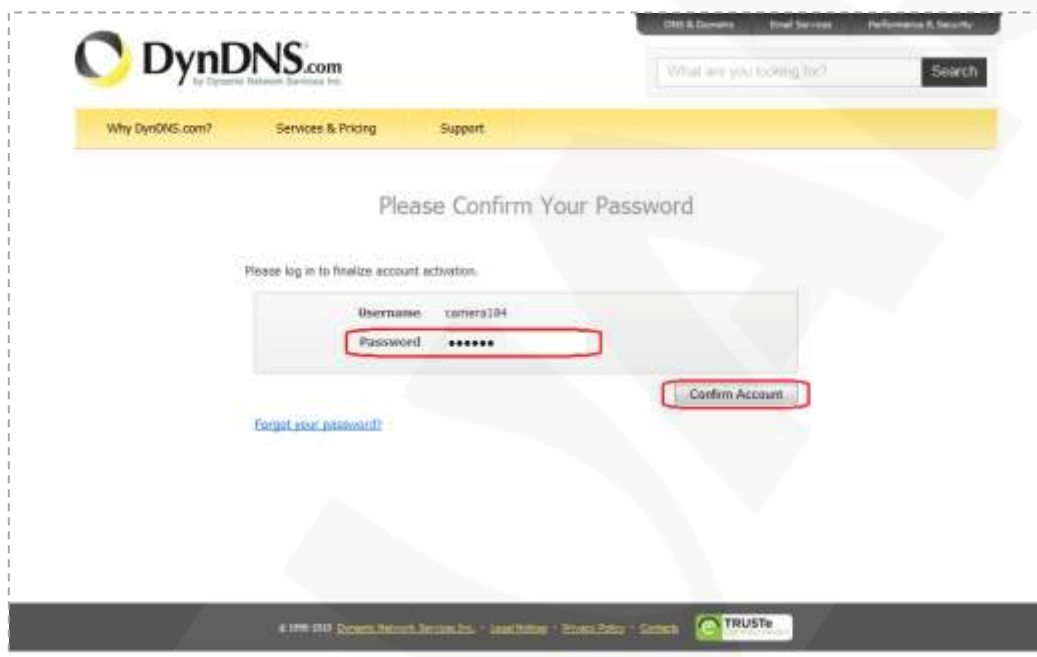 DNS & Domains Email Services Performance & Security
DynDNS.com
by Dynamic Network Services Inc.
What are you looking for? Search
Why DynDNS.com? Services & Pricing Support
Please Confirm Your Password
Please log in to finalize account activation.
Username camera104
Password ●●●●●●
Confirm Account
Forgot your password?
Dynamic Network Services Inc. - Legal Notices - Privacy Policy - Contacts TRUSTe